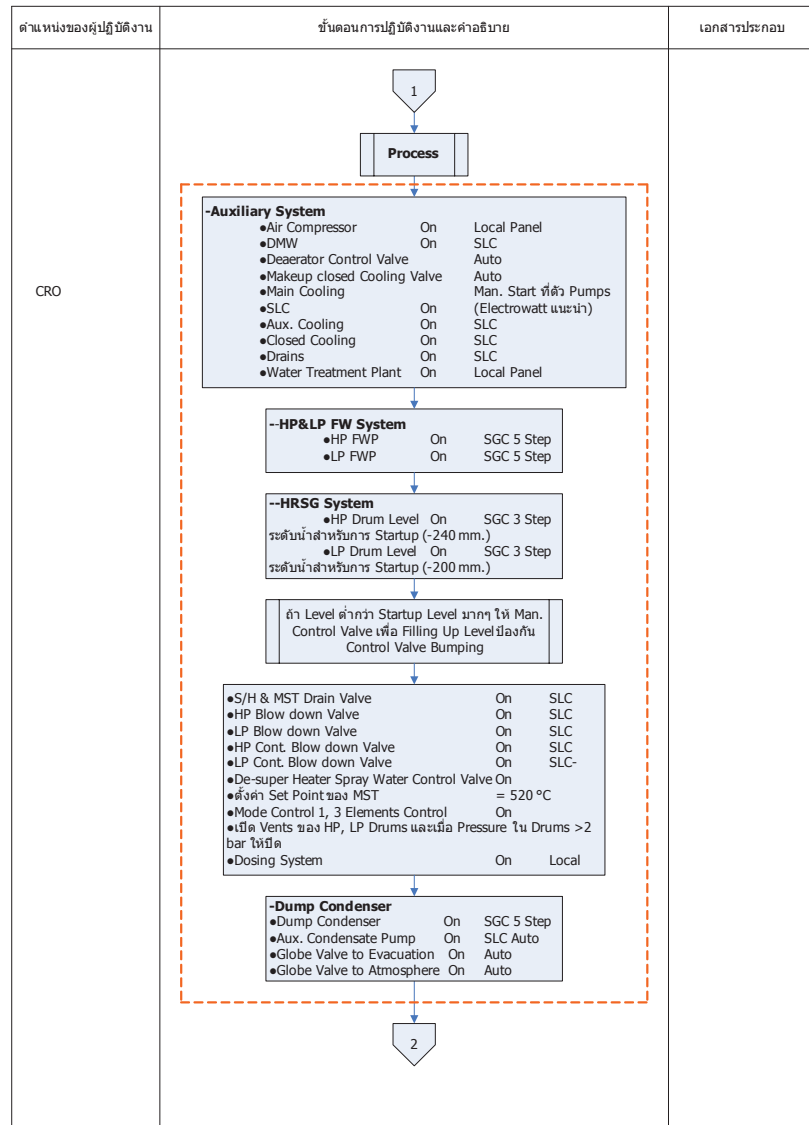 ตำแหน่งของผู้ปฏิบัติงาน ขั้นตอนการปฏิบัติงานและคำอธิบาย เอกสารประกอบ
1
Process
CRO
-Auxiliary System
●Air Compressor On Local Panel
●DMW On SLC
●Deaerator Control Valve Auto
●Makeup closed Cooling Valve Auto
●Main Cooling Man. Start ที่ตัว Pumps
●SLC On (Electrowatt แนะนำ)
●Aux. Cooling On SLC
●Closed Cooling On SLC
●Drains On SLC
●Water Treatment Plant On Local Panel
--HP&LP FW System
●HP FWP On SGC 5 Step
●LP FWP On SGC 5 Step
--HRSG System
●HP Drum Level On SGC 3 Step
ระดับน้ำสำหรับการ Startup (-240 mm.)
●LP Drum Level On SGC 3 Step
ระดับน้ำสำหรับการ Startup (-200 mm.)
ถ้า Level ต่ำกว่า Startup Level มากๆ ให้ Man.
Control Valve เพื่อ Filling Up Level ป้องกัน
Control Valve Bumping
●S/H & MST Drain Valve On SLC
●HP Blow down Valve On SLC
●LP Blow down Valve On SLC
●HP Cont. Blow down Valve On SLC
●LP Cont. Blow down Valve On SLC-
●De-super Heater Spray Water Control Valve On
●ตั้งค่า Set Point ของ MST = 520 °C
●Mode Control 1, 3 Elements Control On
●เปิด Vents ของ HP, LP Drums และเมื่อ Pressure ใน Drums >2
bar ให้ปิด
●Dosing System On Local
-Dump Condenser
●Dump Condenser On SGC 5 Step
●Aux. Condensate Pump On SLC Auto
●Globe Valve to Evacuation On Auto
●Globe Valve to Atmosphere On Auto
2